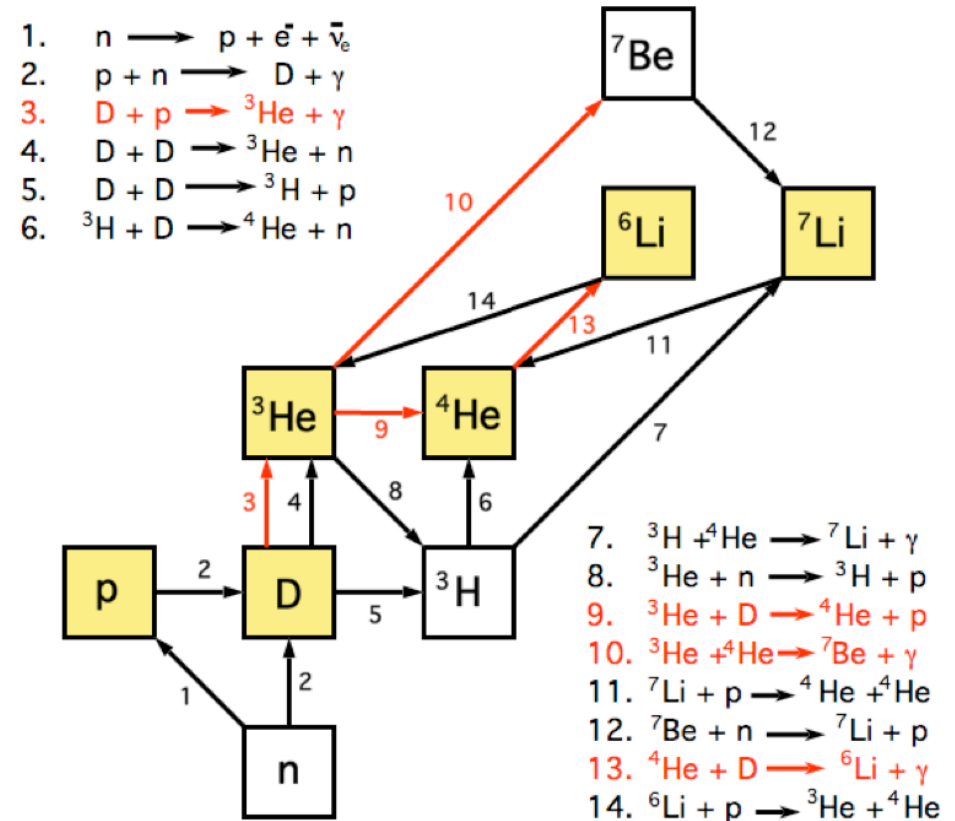 1. n ⟶ p + e⁻ + ν̄ₑ
2. p + n ⟶ D + γ
3. D + p ⟶ ³He + γ
4. D + D ⟶ ³He + n
5. D + D ⟶ ³H + p
6. ³H + D ⟶ ⁴He + n
⁷Be
12
10
⁶Li
⁷Li
14
13
11
³He
⁴He
9
7
3
4
8
6
p
2
D
5
³H
1
2
n
7. ³H + ⁴He ⟶ ⁷Li + γ
8. ³He + n ⟶ ³H + p
9. ³He + D ⟶ ⁴He + p
10. ³He + ⁴He ⟶ ⁷Be + γ
11. ⁷Li + p ⟶ ⁴He + ⁴He
12. ⁷Be + n ⟶ ⁷Li + p
13. ⁴He + D ⟶ ⁶Li + γ
14. ⁶Li + p ⟶ ³He + ⁴He